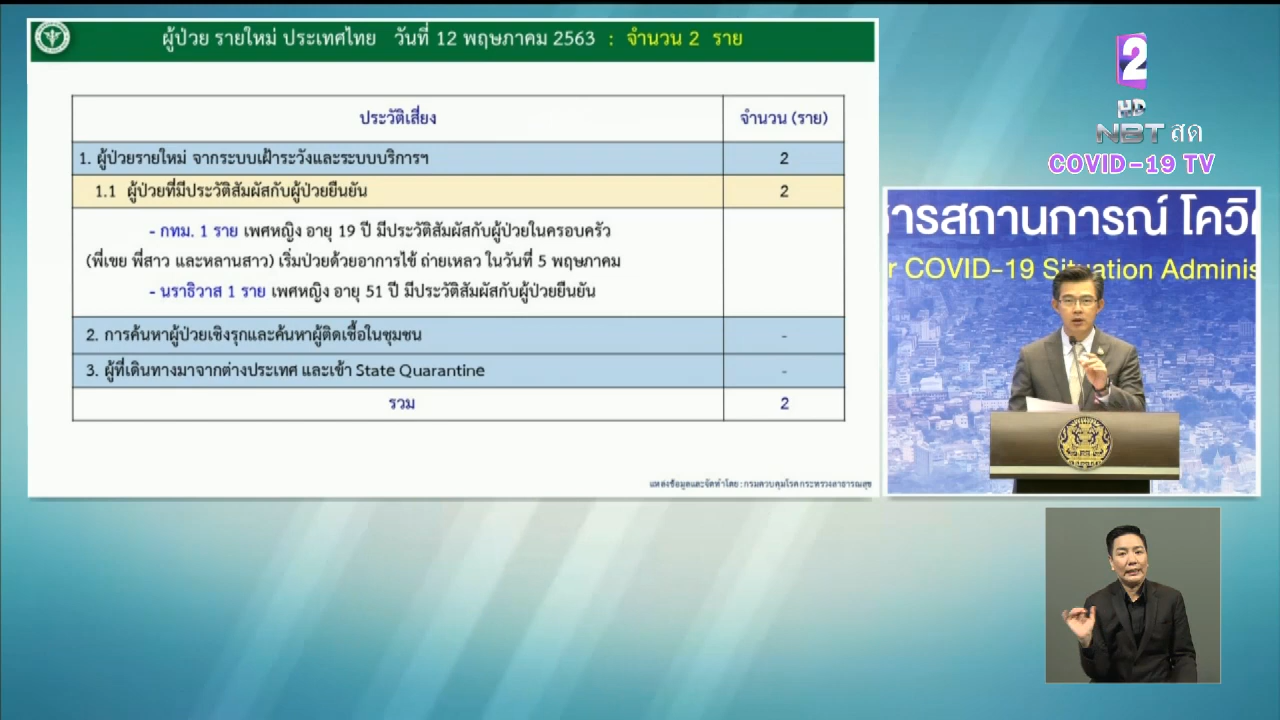 ผู้ป่วย รายใหม่ ประเทศไทย วันที่ 12 พฤษภาคม 2563 : จำนวน 2 ราย
ประวัติเสี่ยง จำนวน (ราย)
1. ผู้ป่วยรายใหม่ จากระบบเฝ้าระวังและระบบบริการฯ 2
1.1 ผู้ป่วยที่มีประวัติสัมผัสกับผู้ป่วยยืนยัน 2
- กทม. 1 ราย เพศหญิง อายุ 19 ปี มีประวัติสัมผัสกับผู้ป่วยในครอบครัว
(พี่เขย พี่สาว และหลานสาว) เริ่มป่วยด้วยอาการไข้ ถ่ายเหลว ในวันที่ 5 พฤษภาคม
- นราธิวาส 1 ราย เพศหญิง อายุ 51 ปี มีประวัติสัมผัสกับผู้ป่วยยืนยัน
2. การค้นหาผู้ป่วยเชิงรุกและค้นหาผู้ติดเชื้อในชุมชน -
3. ผู้ที่เดินทางมาจากต่างประเทศ และเข้า State Quarantine -
รวม 2
แหล่งข้อมูลและจัดทำโดย : กรมควบคุมโรค กระทรวงสาธารณสุข
2
HD
NBT สด
COVID-19 TV
ารสถานการณ์ โควิ
r COVID-19 Situation Adminis